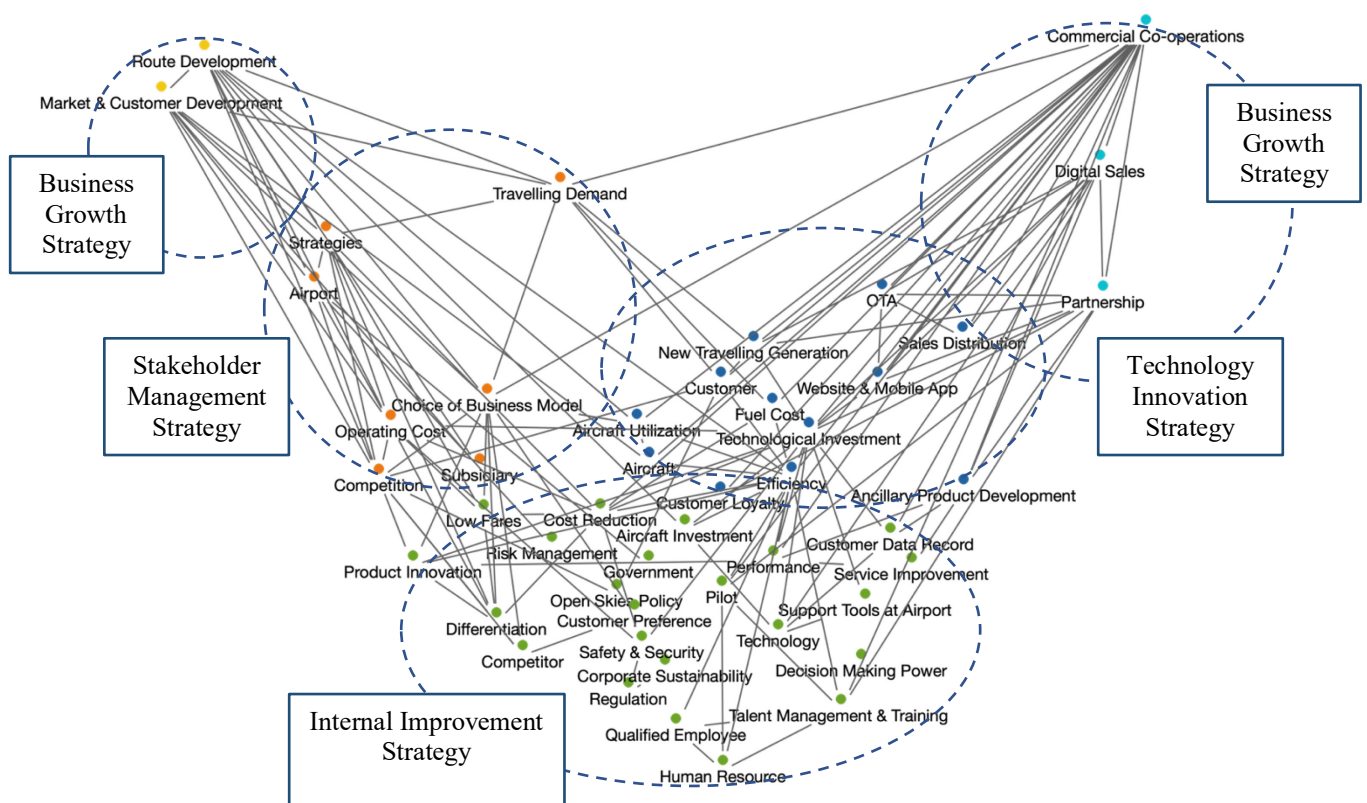 Commercial Co-operations
Route Development
Market & Customer Development
Business
Growth
Strategy
Business
Growth
Strategy
Digital Sales
Travelling Demand
Strategies
Airport
OTA
Partnership
Sales Distribution
New Travelling Generation
Stakeholder
Management
Strategy
Technology
Innovation
Strategy
Customer
Website & Mobile App
Choice of Business Model
Fuel Cost
Operating Cost
Aircraft Utilization
Technological Investment
Competition
Subsidiary
Aircraft
Efficiency
Customer Loyalty
Ancillary Product Development
Low Fares
Cost Reduction
Aircraft Investment
Customer Data Record
Risk Management
Product Innovation
Government
Performance
Service Improvement
Open Skies Policy
Pilot
Support Tools at Airport
Customer Preference
Differentiation
Technology
Safety & Security
Competitor
Decision Making Power
Corporate Sustainability
Regulation
Internal Improvement
Strategy
Talent Management & Training
Qualified Employee
Human Resource